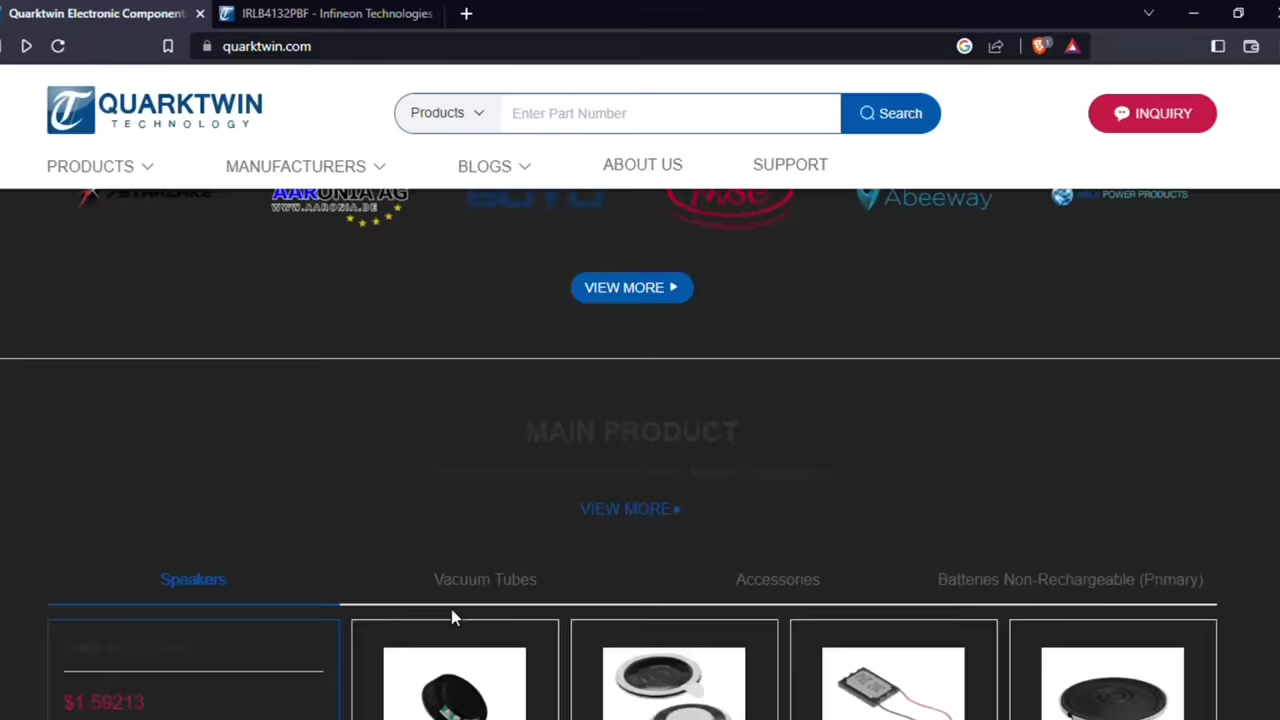 Quarktwin Electronic Component
IRLB4132PBF - Infineon Technologies
quarktwin.com
1
QUARKTWIN
TECHNOLOGY
Products
Enter Part Number
Search
INQUIRY
PRODUCTS
MANUFACTURERS
BLOGS
ABOUT US
SUPPORT
AARONIA AG
WWW.AARONIA.DE
Abeeway
POWER PRODUCTS
VIEW MORE
MAIN PRODUCT
VIEW MORE
Speakers
Vacuum Tubes
Accessories
Batteries Non-Rechargeable (Primary)
$1.59213